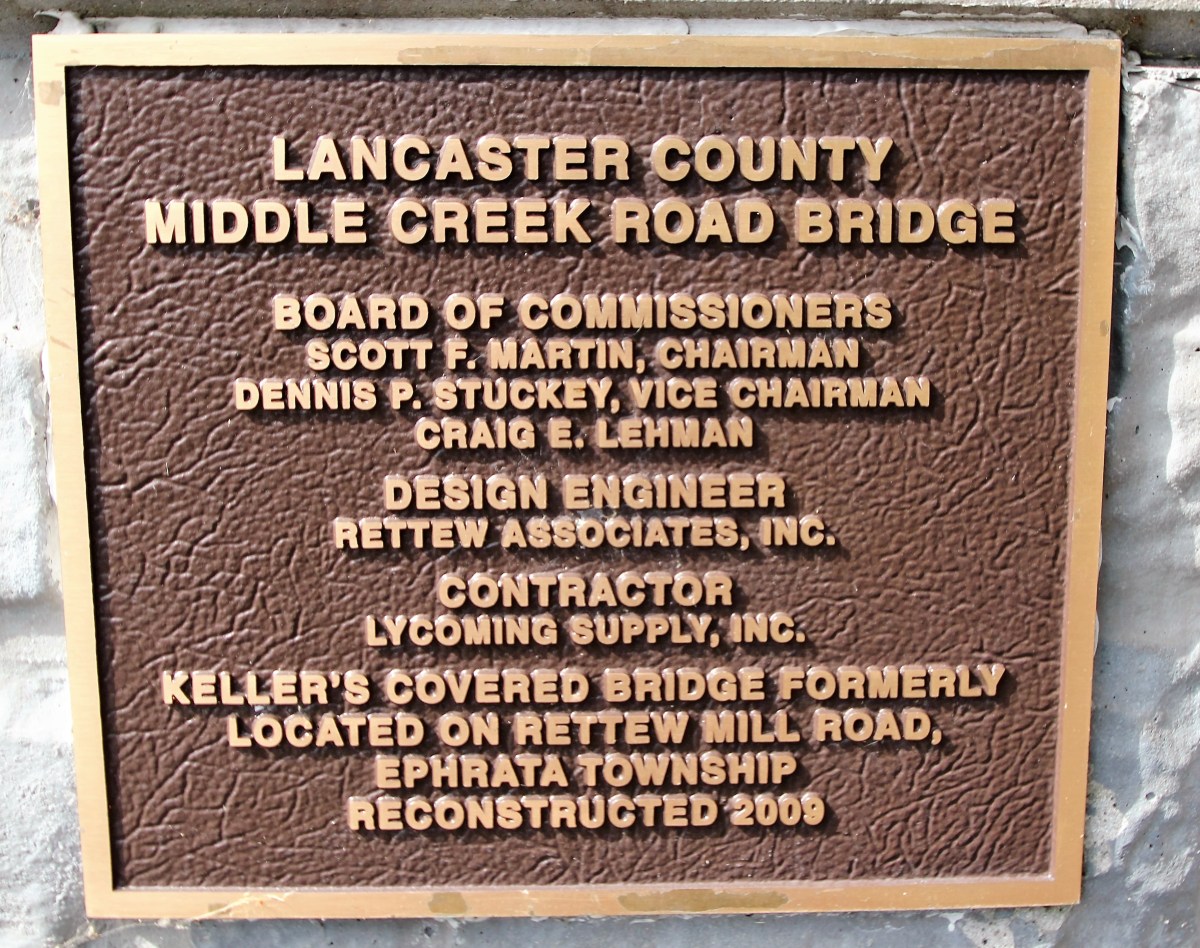 LANCASTER COUNTY
MIDDLE CREEK ROAD BRIDGE
BOARD OF COMMISSIONERS
SCOTT F. MARTIN, CHAIRMAN
DENNIS P. STUCKEY, VICE CHAIRMAN
CRAIG E. LEHMAN
DESIGN ENGINEER
RETTEW ASSOCIATES, INC.
CONTRACTOR
LYCOMING SUPPLY, INC.
KELLER'S COVERED BRIDGE FORMERLY
LOCATED ON RETTEW MILL ROAD,
EPHRATA TOWNSHIP
RECONSTRUCTED 2009